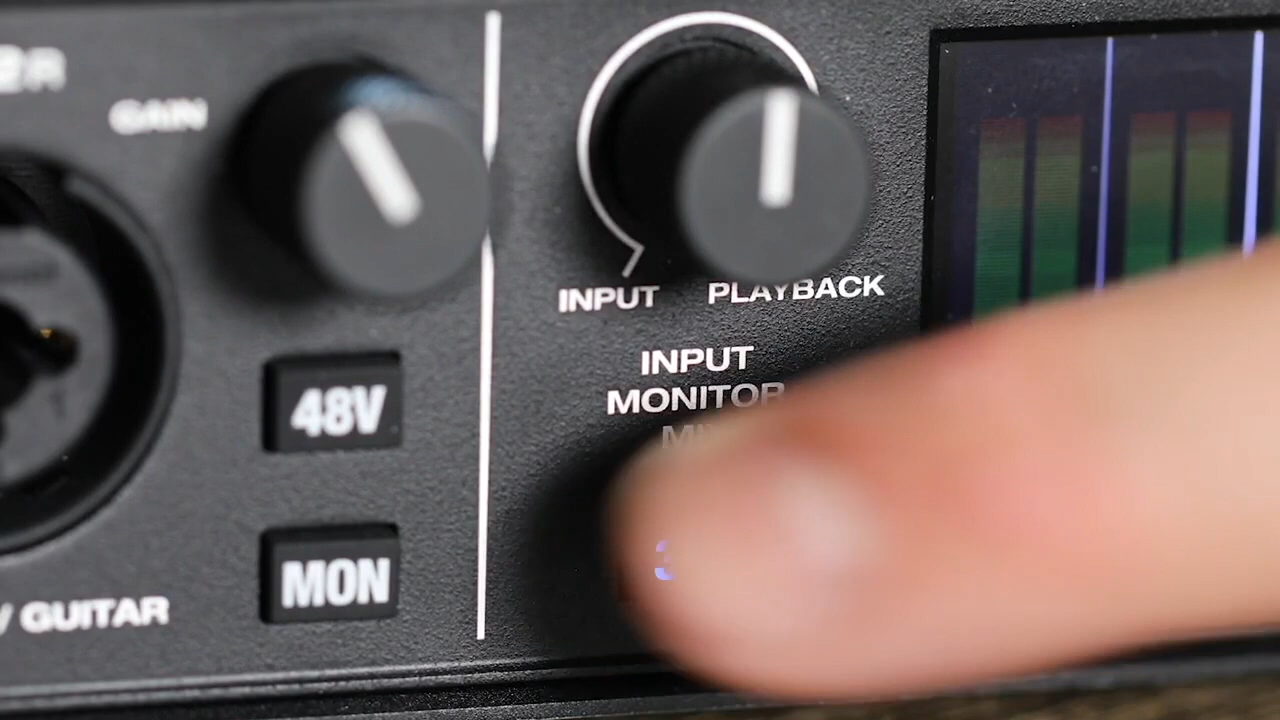 GAIN
INPUT PLAYBACK
INPUT
MONITOR
48V
MON
/ GUITAR